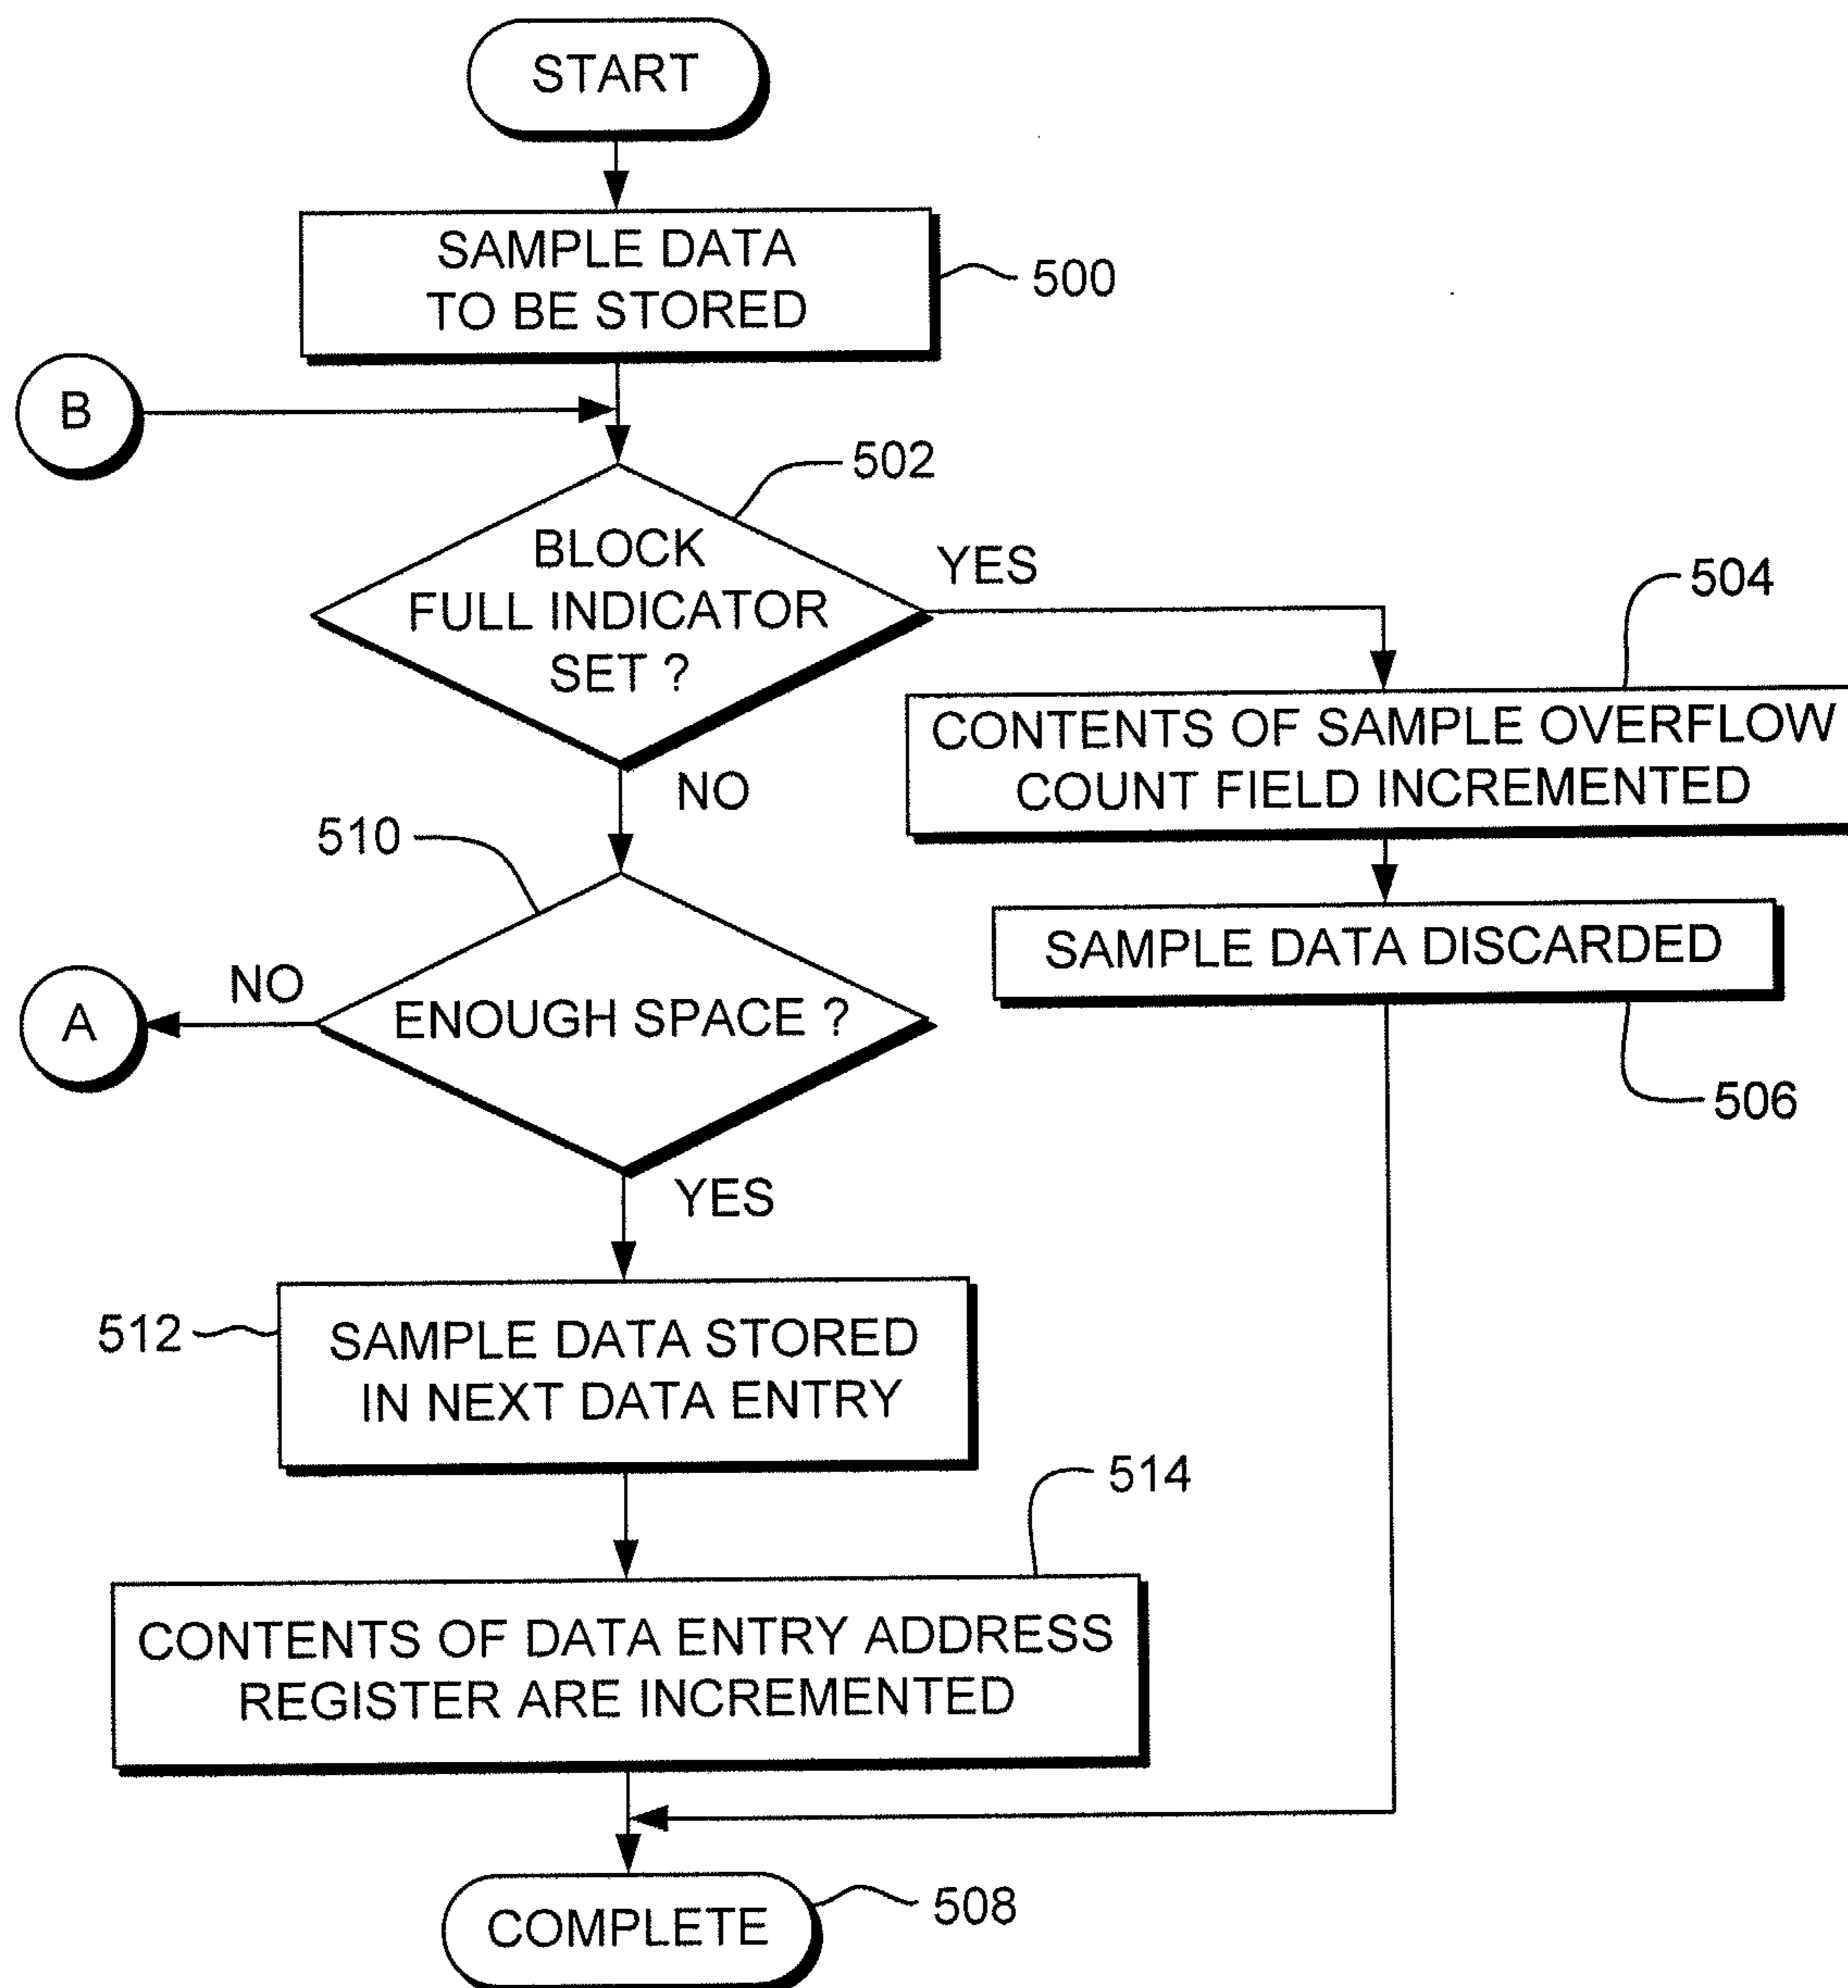 START
SAMPLE DATA
TO BE STORED
500
B
502
BLOCK
FULL INDICATOR
SET ?
YES
504
CONTENTS OF SAMPLE OVERFLOW
COUNT FIELD INCREMENTED
NO
510
SAMPLE DATA DISCARDED
506
NO
A
ENOUGH SPACE ?
YES
512
SAMPLE DATA STORED
IN NEXT DATA ENTRY
514
CONTENTS OF DATA ENTRY ADDRESS
REGISTER ARE INCREMENTED
COMPLETE
508